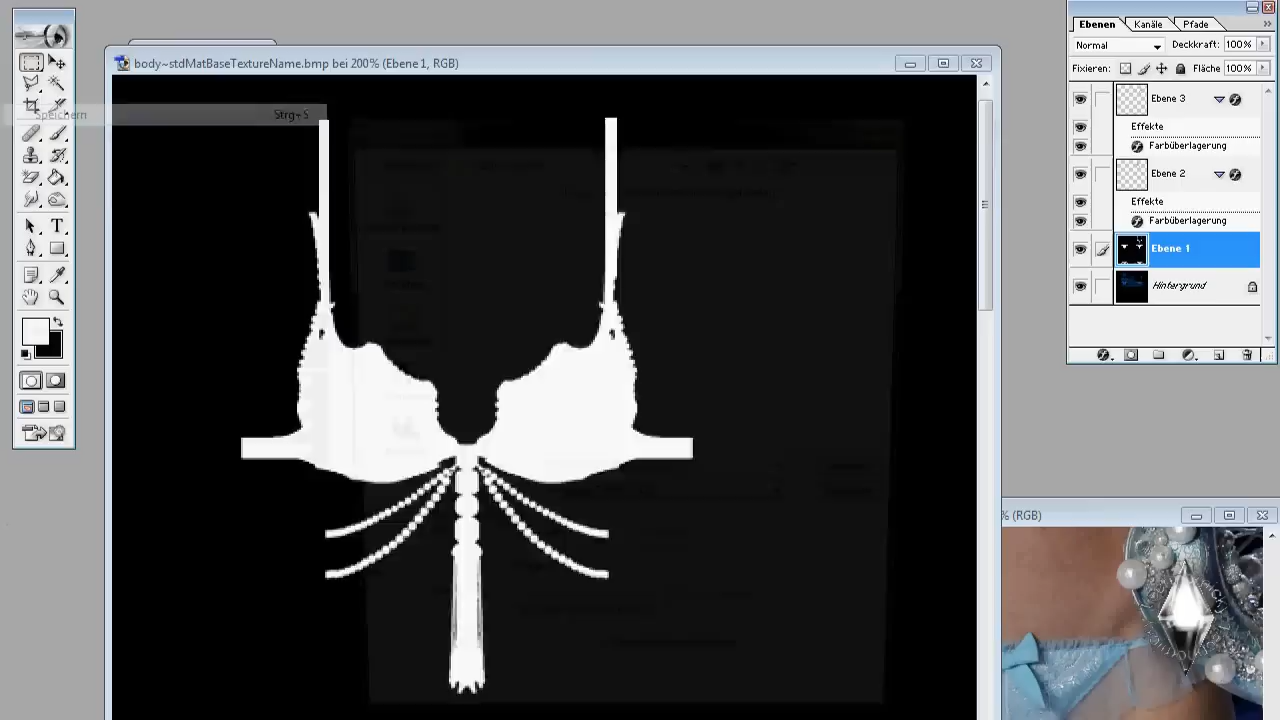 body~stdMatBaseTextureName.bmp bei 200% (Ebene 1, RGB)
Speichern Strg+S
T
Ebenen Kanäle Pfade
Normal Deckkraft: 100%
Fixieren: Fläche 100%
Ebene 3
Effekte
Farbüberlagerung
Ebene 2
Effekte
Farbüberlagerung
Ebene 1
Hintergrund
% (RGB)